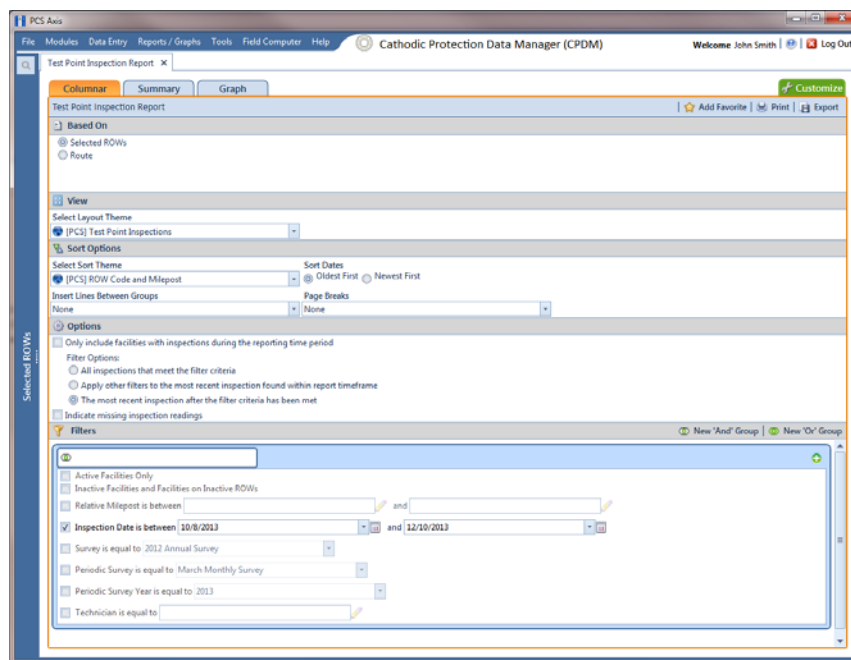 PCS Axis
File Modules Data Entry Reports / Graphs Tools Field Computer Help Cathodic Protection Data Manager (CPDM) Welcome John Smith | Log Out
Test Point Inspection Report
Columnar Summary Graph Customize
Test Point Inspection Report | Add Favorite | Print | Export
Based On
Selected ROWs
Route
View
Select Layout Theme
[PCS] Test Point Inspections
Sort Options
Select Sort Theme Sort Dates
[PCS] ROW Code and Milepost Oldest First Newest First
Insert Lines Between Groups Page Breaks
None None
Options
Only include facilities with inspections during the reporting time period
Filter Options:
All inspections that meet the filter criteria
Apply other filters to the most recent inspection found within report timeframe
The most recent inspection after the filter criteria has been met
Indicate missing inspection readings
Selected ROWs
Filters New 'And' Group | New 'Or' Group
Active Facilities Only
Inactive Facilities and Facilities on Inactive ROWs
Relative Milepost is between and
Inspection Date is between 10/8/2013 and 12/10/2013
Survey is equal to 2012 Annual Survey
Periodic Survey is equal to March Monthly Survey
Periodic Survey Year is equal to 2013
Technician is equal to